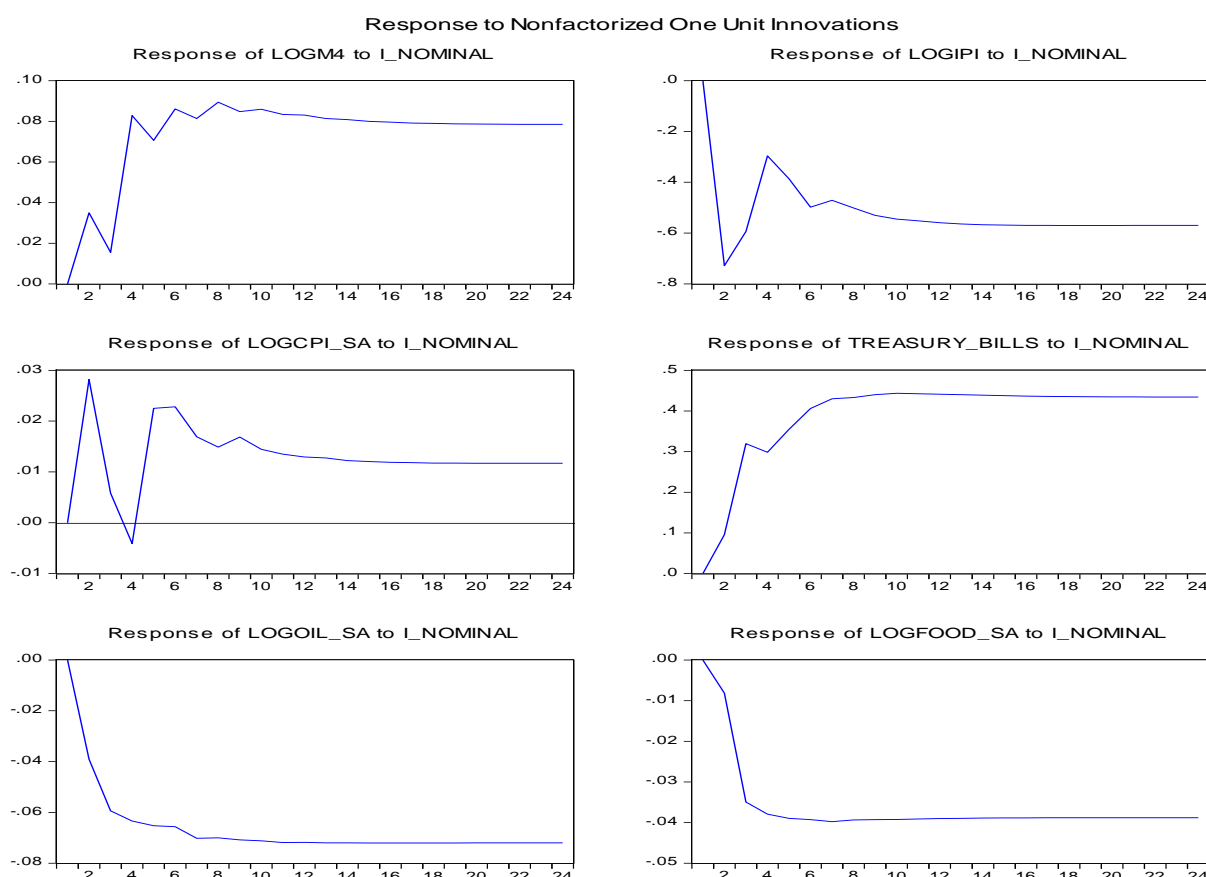 Response to Nonfactorized One Unit Innovations
Response of LOGM4 to I_NOMINAL
.10
.08
.06
.04
.02
.00
2 4 6 8 10 12 14 16 18 20 22 24
Response of LOGIPI to I_NOMINAL
.0
-.2
-.4
-.6
-.8
2 4 6 8 10 12 14 16 18 20 22 24
Response of LOGCPI_SA to I_NOMINAL
.03
.02
.01
.00
-.01
2 4 6 8 10 12 14 16 18 20 22 24
Response of TREASURY_BILLS to I_NOMINAL
.5
.4
.3
.2
.1
.0
2 4 6 8 10 12 14 16 18 20 22 24
Response of LOGOIL_SA to I_NOMINAL
.00
-.02
-.04
-.06
-.08
2 4 6 8 10 12 14 16 18 20 22 24
Response of LOGFOOD_SA to I_NOMINAL
.00
-.01
-.02
-.03
-.04
-.05
2 4 6 8 10 12 14 16 18 20 22 24